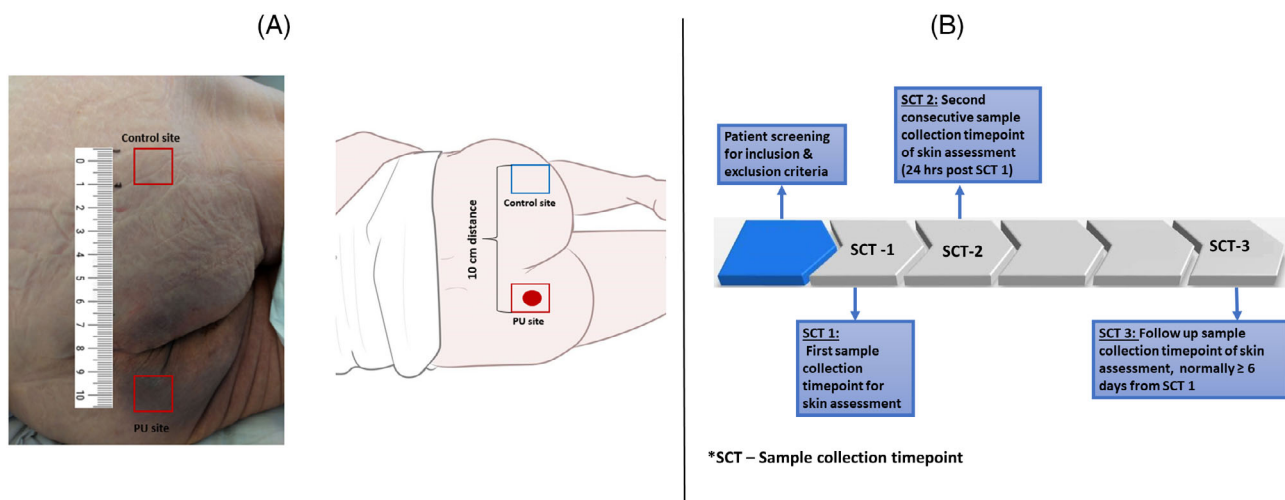 (A)
Control site
0
1
2
3
4
5
6
7
8
9
10
PU site
10 cm distance
Control site
PU site
(B)
Patient screening
for inclusion &
exclusion criteria
SCT 2: Second
consecutive sample
collection timepoint
of skin assessment
(24 hrs post SCT 1)
SCT -1
SCT-2
SCT-3
SCT 1:
First sample
collection
timepoint for
skin assessment
SCT 3: Follow up sample
collection timepoint of skin
assessment, normally ≥ 6
days from SCT 1
*SCT – Sample collection timepoint